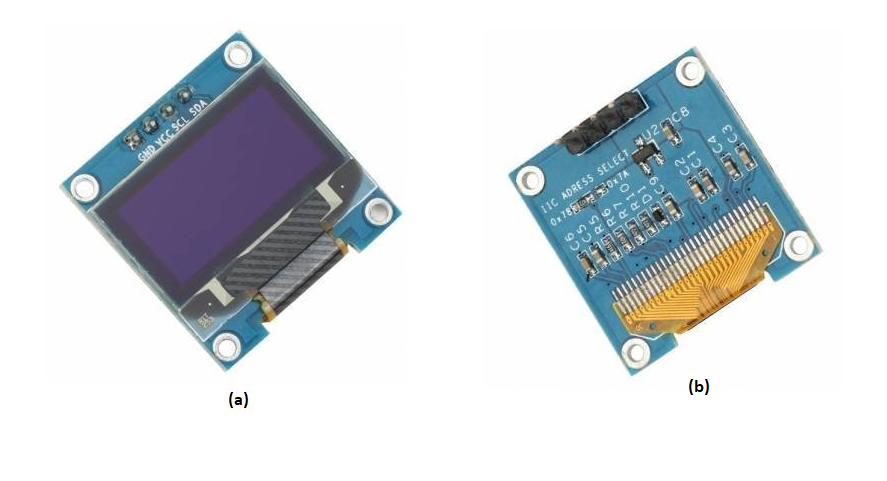 GND VCC SCL SDA
(a)
U2 C8
IIC ADRESS SELECT
0x78 0x7A
C6 C5 R5 R6 R7 R1 D1 C9 C2 C1 C4 C3
(b)